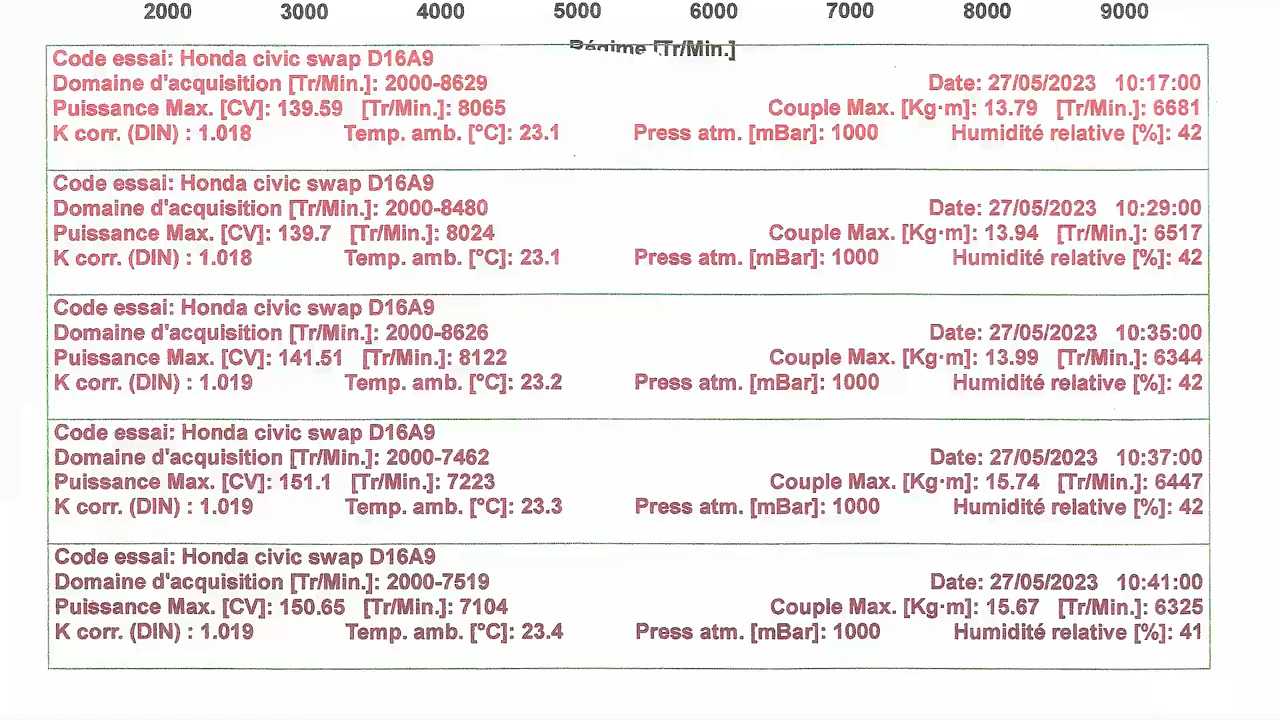 2000 3000 4000 5000 6000 7000 8000 9000
Régime [Tr/Min.]
Code essai: Honda civic swap D16A9
Domaine d'acquisition [Tr/Min.]: 2000-8629 Date: 27/05/2023 10:17:00
Puissance Max. [CV]: 139.59 [Tr/Min.]: 8065 Couple Max. [Kg·m]: 13.79 [Tr/Min.]: 6681
K corr. (DIN) : 1.018 Temp. amb. [°C]: 23.1 Press atm. [mBar]: 1000 Humidité relative [%]: 42
Code essai: Honda civic swap D16A9
Domaine d'acquisition [Tr/Min.]: 2000-8480 Date: 27/05/2023 10:29:00
Puissance Max. [CV]: 139.7 [Tr/Min.]: 8024 Couple Max. [Kg·m]: 13.94 [Tr/Min.]: 6517
K corr. (DIN) : 1.018 Temp. amb. [°C]: 23.1 Press atm. [mBar]: 1000 Humidité relative [%]: 42
Code essai: Honda civic swap D16A9
Domaine d'acquisition [Tr/Min.]: 2000-8626 Date: 27/05/2023 10:35:00
Puissance Max. [CV]: 141.51 [Tr/Min.]: 8122 Couple Max. [Kg·m]: 13.99 [Tr/Min.]: 6344
K corr. (DIN) : 1.019 Temp. amb. [°C]: 23.2 Press atm. [mBar]: 1000 Humidité relative [%]: 42
Code essai: Honda civic swap D16A9
Domaine d'acquisition [Tr/Min.]: 2000-7462 Date: 27/05/2023 10:37:00
Puissance Max. [CV]: 151.1 [Tr/Min.]: 7223 Couple Max. [Kg·m]: 15.74 [Tr/Min.]: 6447
K corr. (DIN) : 1.019 Temp. amb. [°C]: 23.3 Press atm. [mBar]: 1000 Humidité relative [%]: 42
Code essai: Honda civic swap D16A9
Domaine d'acquisition [Tr/Min.]: 2000-7519 Date: 27/05/2023 10:41:00
Puissance Max. [CV]: 150.65 [Tr/Min.]: 7104 Couple Max. [Kg·m]: 15.67 [Tr/Min.]: 6325
K corr. (DIN) : 1.019 Temp. amb. [°C]: 23.4 Press atm. [mBar]: 1000 Humidité relative [%]: 41